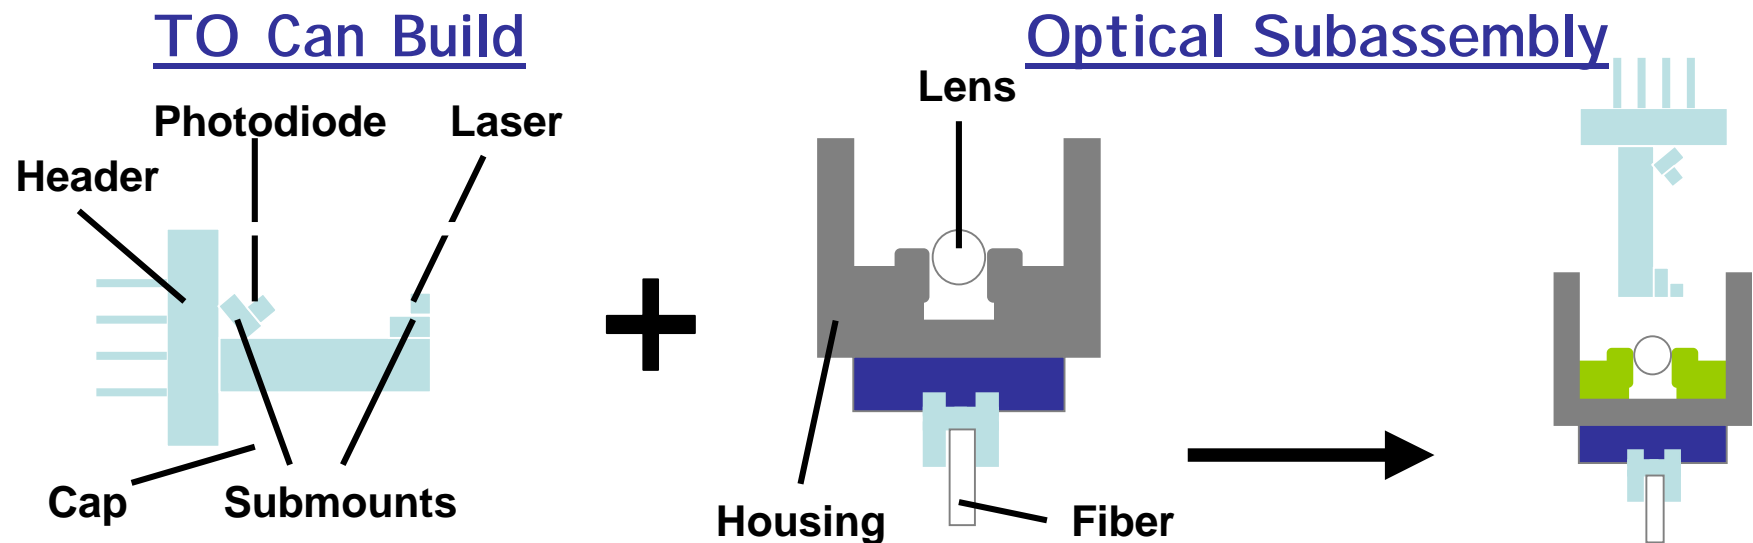 TO Can Build
Optical Subassembly
Photodiode
Laser
Lens
Header
Cap
Submounts
Housing
Fiber